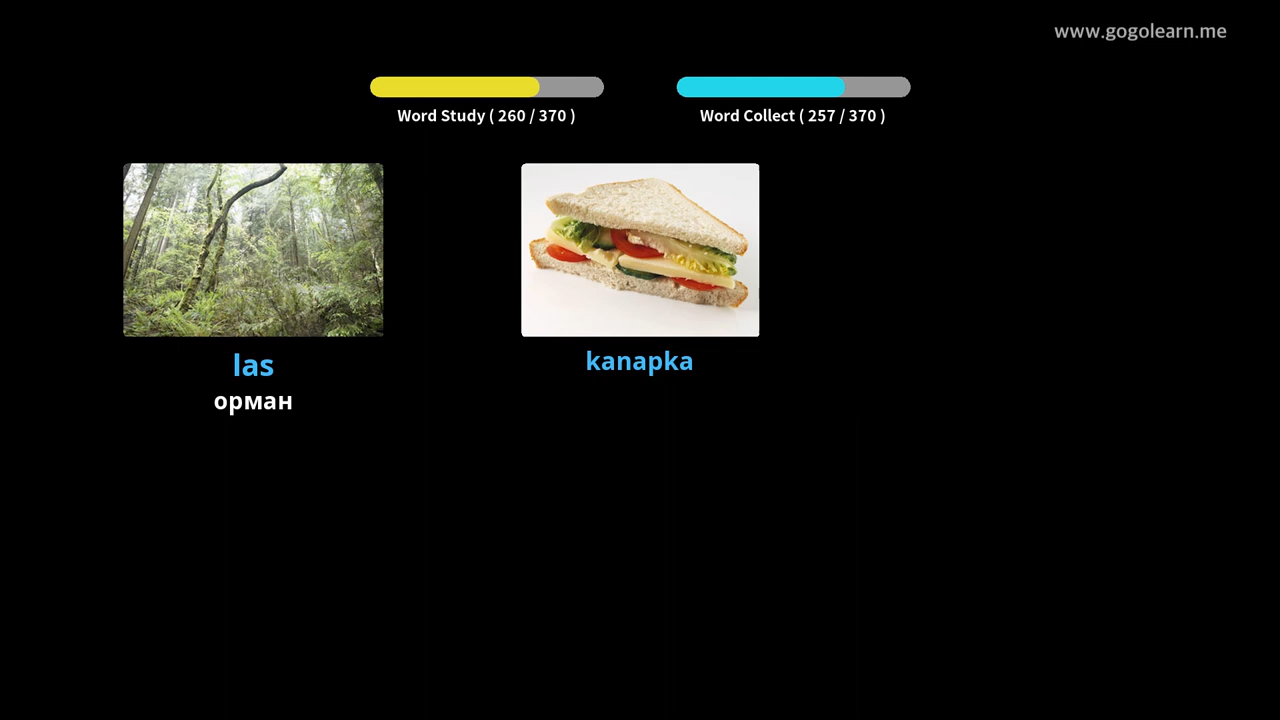 www.gogolearn.me
Word Study ( 260 / 370 )
Word Collect ( 257 / 370 )
las
орман
kanapka